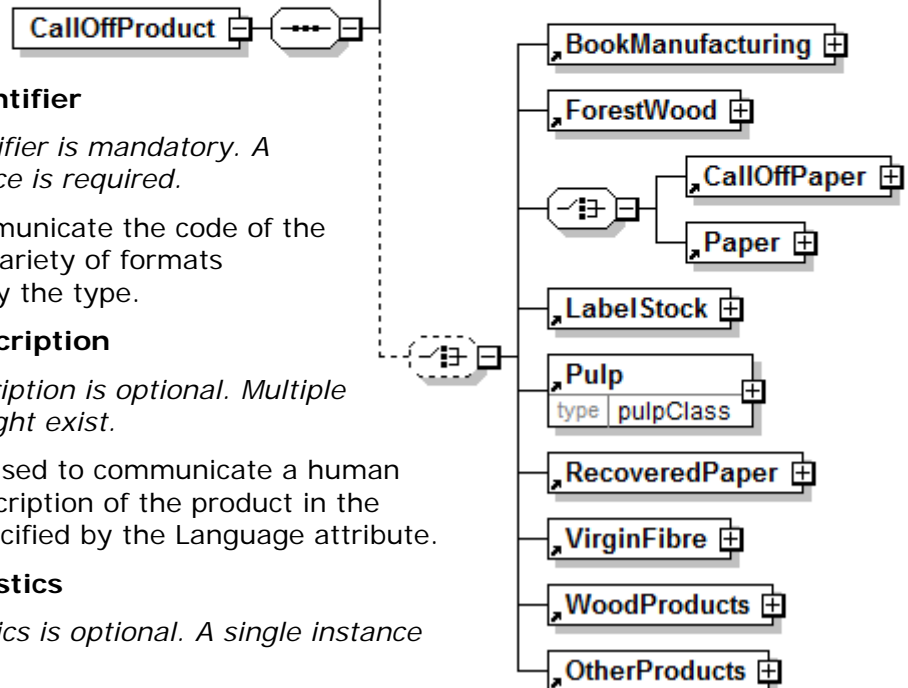 CallOffProduct
ntifier
ifier is mandatory. A
ce is required.
municate the code of the
ariety of formats
y the type.
cription
ription is optional. Multiple
ght exist.
sed to communicate a human
cription of the product in the
cified by the Language attribute.
stics
ics is optional. A single instance
BookManufacturing
ForestWood
CallOffPaper
Paper
LabelStock
Pulp
type pulpClass
RecoveredPaper
VirginFibre
WoodProducts
OtherProducts